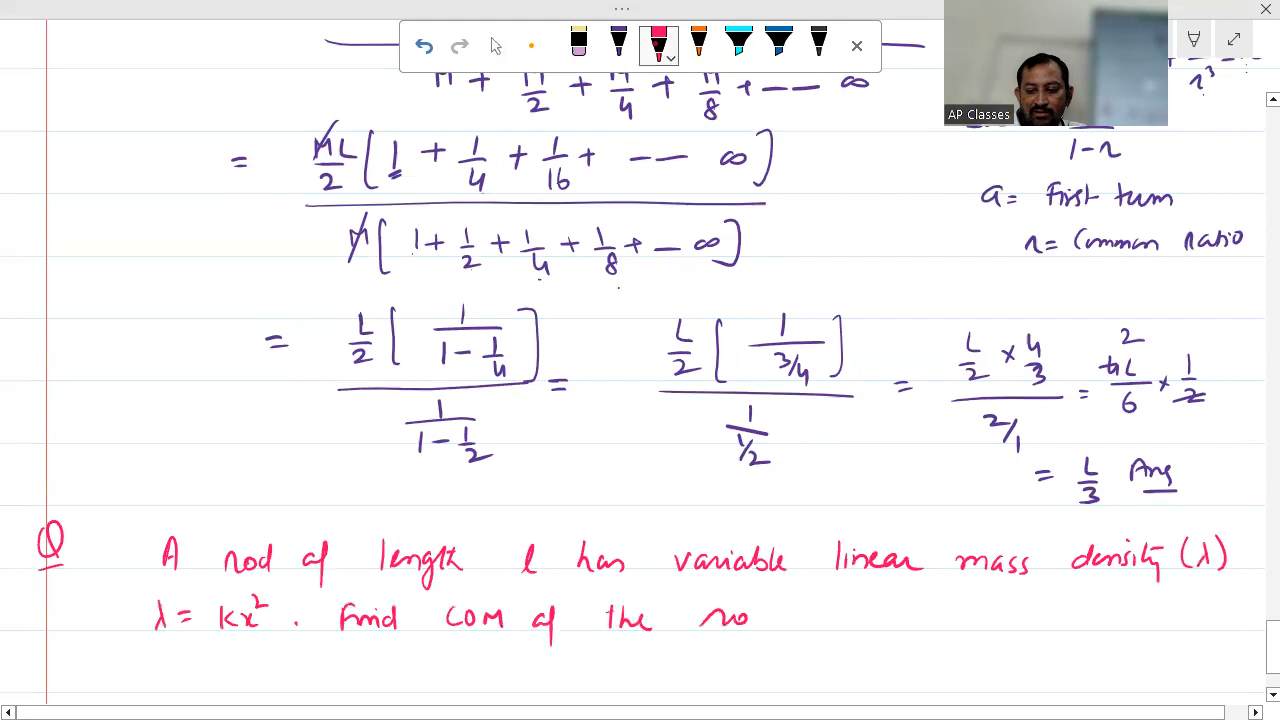 M + M/2 + M/4 + M/8 + -- ∞
r³
AP Classes
1-r
= ML/2 [ 1 + 1/4 + 1/16 + -- ∞ ]
M [ 1 + 1/2 + 1/4 + 1/8 + - ∞ ]
a = First term
r = Common ratio
= L/2 [ 1/(1 - 1/4) ] / 1/(1 - 1/2) = L/2 [ 1/(3/4) ] / 1/(1/2) = L/2 × 4/3 / 2/1 = 4L/6 × 1/2
2
= L/3 Ans
Q A rod of length l has variable linear mass density (λ)
λ = kx² . Find COM of the ro